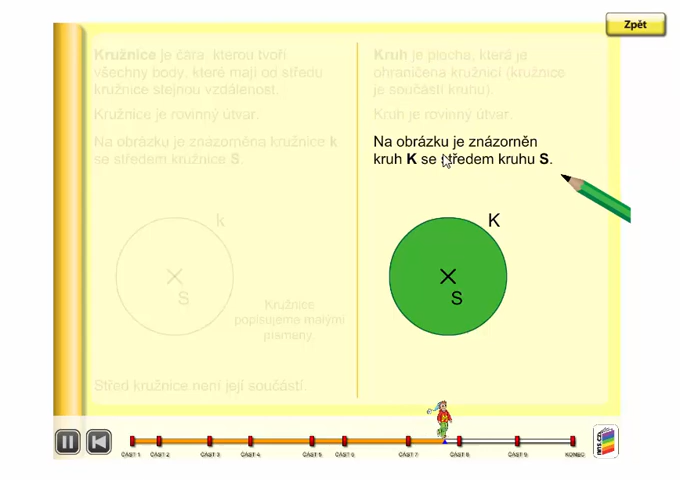 Zpět
Kružnice je čára, kterou tvoří
všechny body, které mají od středu
kružnice stejnou vzdálenost.
Kružnice je rovinný útvar.
Na obrázku je znázorněna kružnice k
se středem kružnice S.
k
S
Kružnice
popisujeme malými
písmeny.
Střed kružnice není její součástí.
Kruh je plocha, která je
ohraničena kružnicí (kružnice
je součástí kruhu).
Kruh je rovinný útvar.
Na obrázku je znázorněn
kruh K se středem kruhu S.
K
S
ČÁST 1 ČÁST 2 ČÁST 3 ČÁST 4 ČÁST 5 ČÁST 6 ČÁST 7 ČÁST 8 ČÁST 9 KONEC